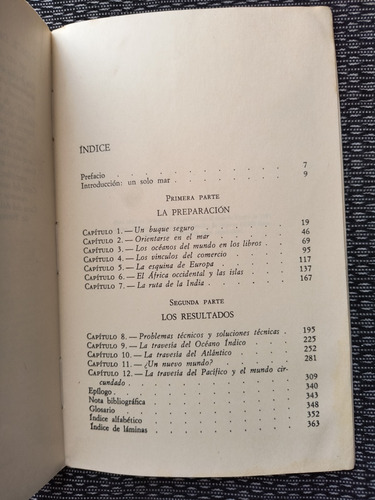 ÍNDICE
Prefacio . . . . . . . . . . 7
Introducción: un solo mar . . . . . . . 9
PRIMERA PARTE
LA PREPARACIÓN
CAPÍTULO 1. — Un buque seguro . . . . . . 19
CAPÍTULO 2. — Orientarse en el mar . . . . . 46
CAPÍTULO 3. — Los océanos del mundo en los libros . . 69
CAPÍTULO 4. — Los vínculos del comercio . . . . 95
CAPÍTULO 5. — La esquina de Europa . . . . . 117
CAPÍTULO 6. — El África occidental y las islas . . . 137
CAPÍTULO 7. — La ruta de la India . . . . . 167
SEGUNDA PARTE
LOS RESULTADOS
CAPÍTULO 8. — Problemas técnicos y soluciones técnicas . 195
CAPÍTULO 9. — La travesía del Océano Índico . . . 225
CAPÍTULO 10. — La travesía del Atlántico . . . . 252
CAPÍTULO 11. — ¿Un nuevo mundo? . . . . . 281
CAPÍTULO 12. — La travesía del Pacífico y el mundo cir-
cundado . . . . . . . . . . 309
Epílogo . . . . . . . . . . 340
Nota bibliográfica . . . . . . . . 343
Glosario . . . . . . . . . . 348
Índice alfabético . . . . . . . . 352
Índice de láminas . . . . . . . . 363